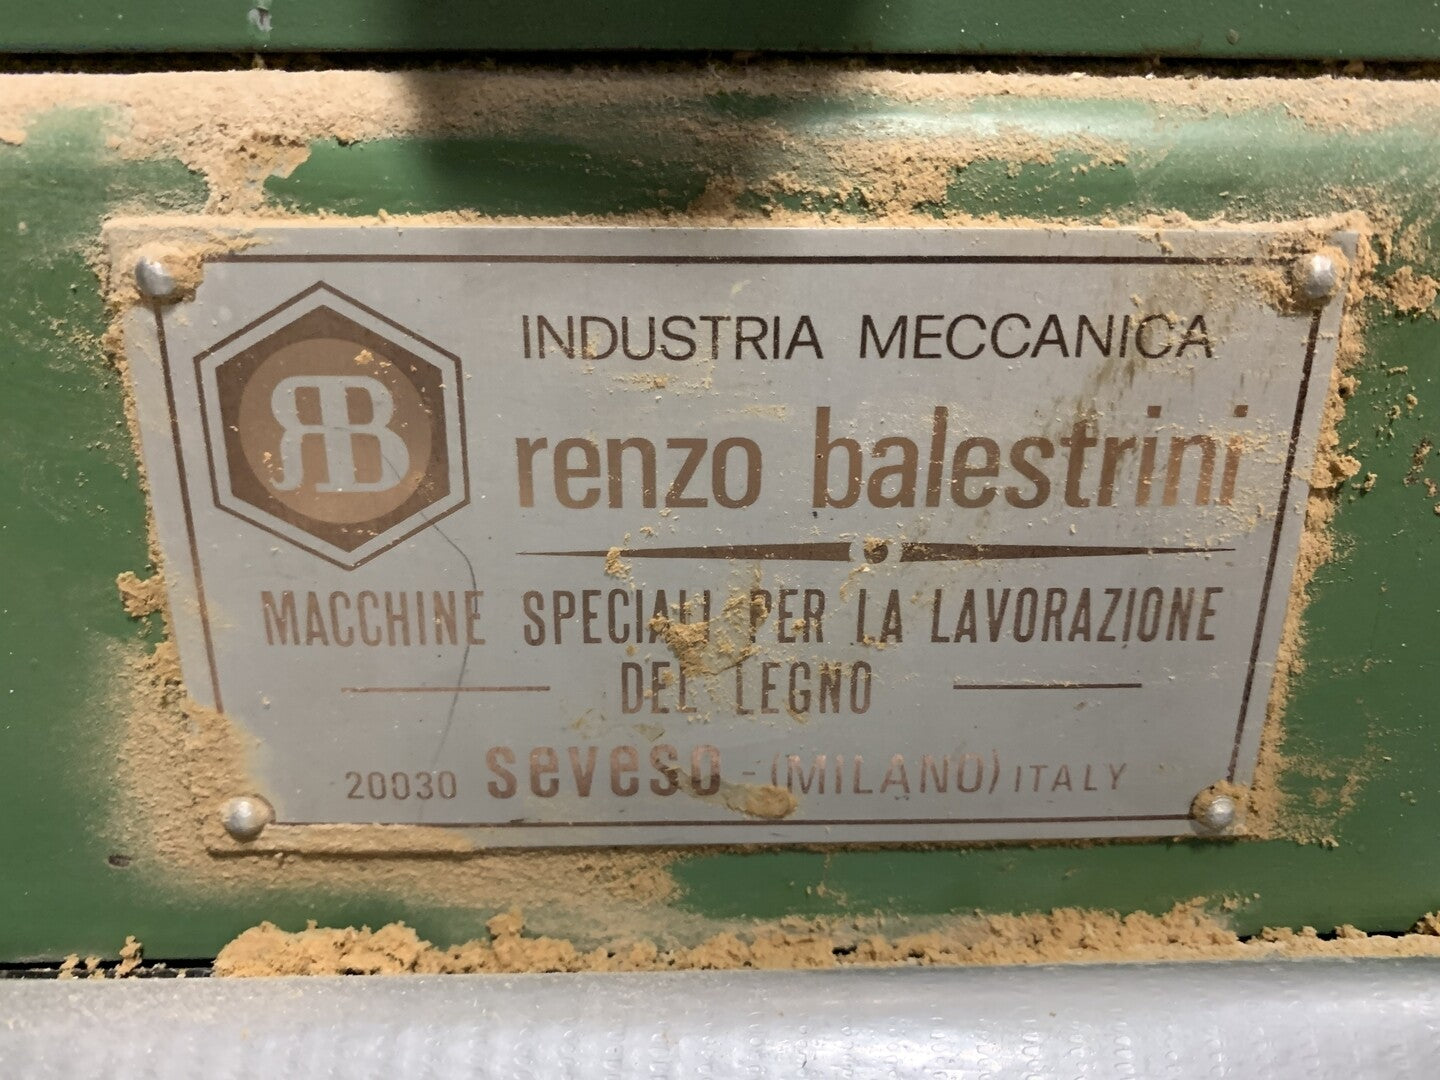 RB
INDUSTRIA MECCANICA
renzo balestrini
MACCHINE SPECIALI PER LA LAVORAZIONE
DEL LEGNO
20030 seveso - (MILANO) ITALY